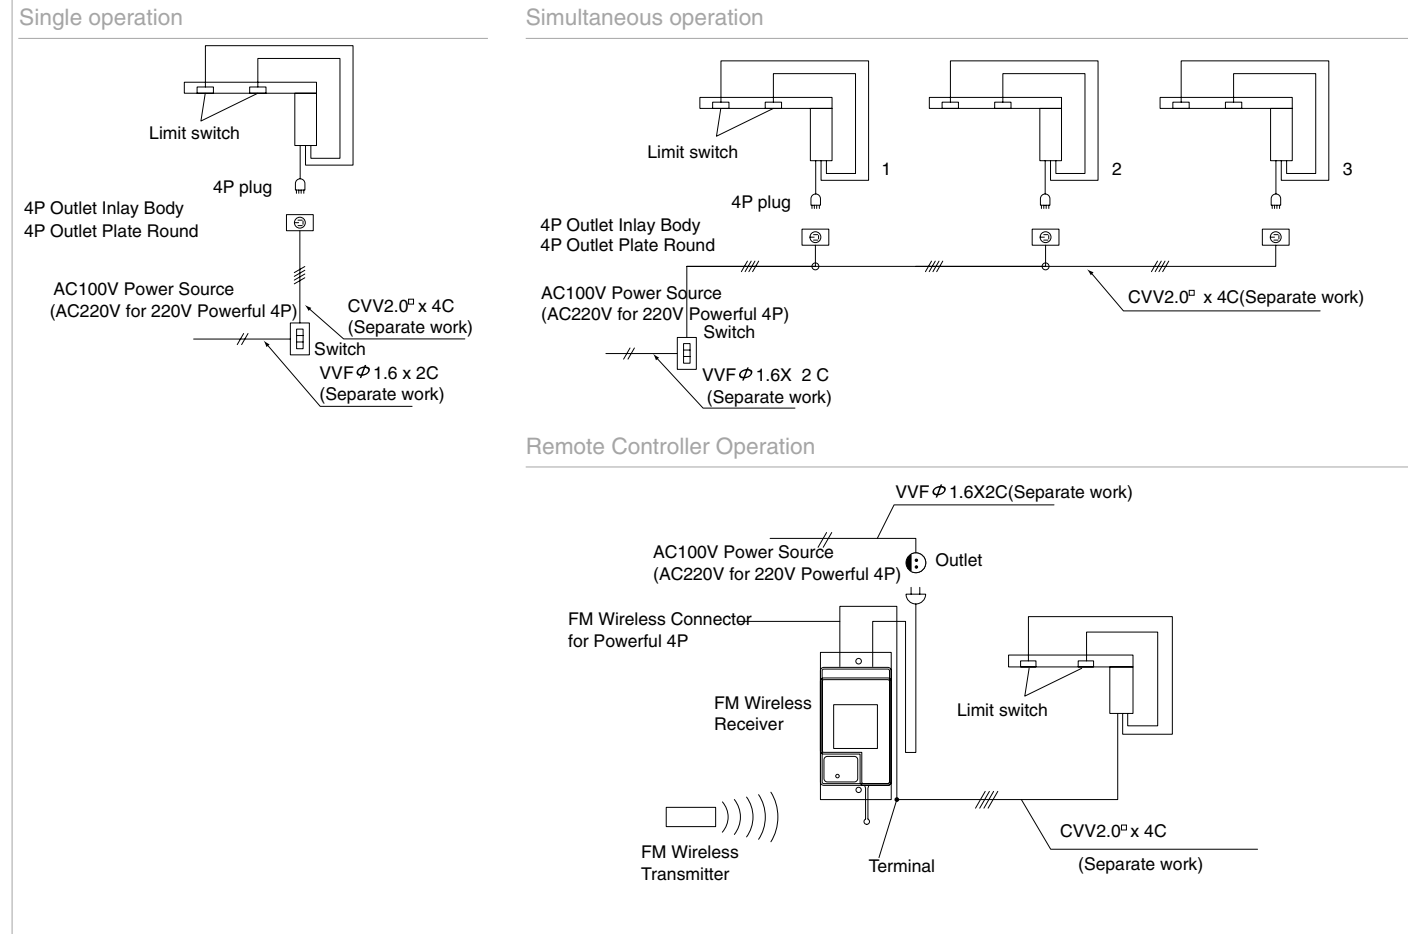 Single operation
Limit switch
4P plug
4P Outlet Inlay Body
4P Outlet Plate Round
AC100V Power Source
(AC220V for 220V Powerful 4P)
CVV2.0□ x 4C
(Separate work)
Switch
VVFΦ1.6 x 2C
(Separate work)
Simultaneous operation
Limit switch
1
2
3
4P plug
4P Outlet Inlay Body
4P Outlet Plate Round
AC100V Power Source
(AC220V for 220V Powerful 4P)
Switch
CVV2.0□ x 4C(Separate work)
VVFΦ1.6X 2 C
(Separate work)
Remote Controller Operation
VVFΦ1.6X2C(Separate work)
AC100V Power Source
(AC220V for 220V Powerful 4P)
Outlet
FM Wireless Connector
for Powerful 4P
FM Wireless
Receiver
Limit switch
FM Wireless
Transmitter
Terminal
CVV2.0□ x 4C
(Separate work)